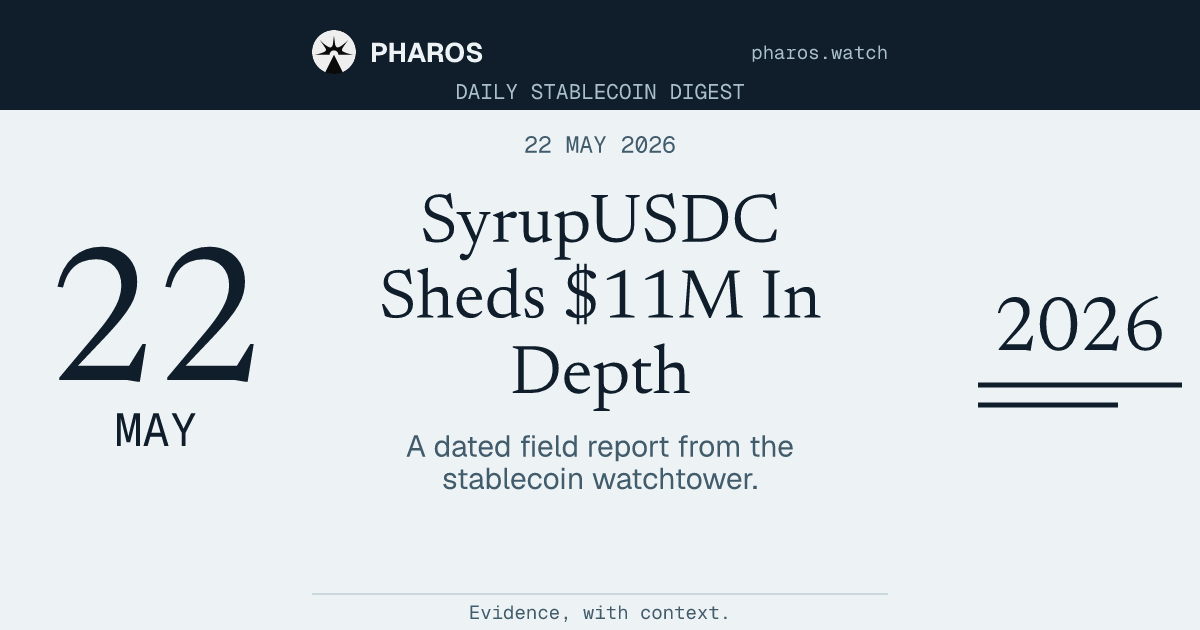 PHAROS
pharos.watch
DAILY STABLECOIN DIGEST
22 MAY 2026
22
MAY
SyrupUSDC
Sheds $11M In
Depth
A dated field report from the
stablecoin watchtower.
2026
Evidence, with context.